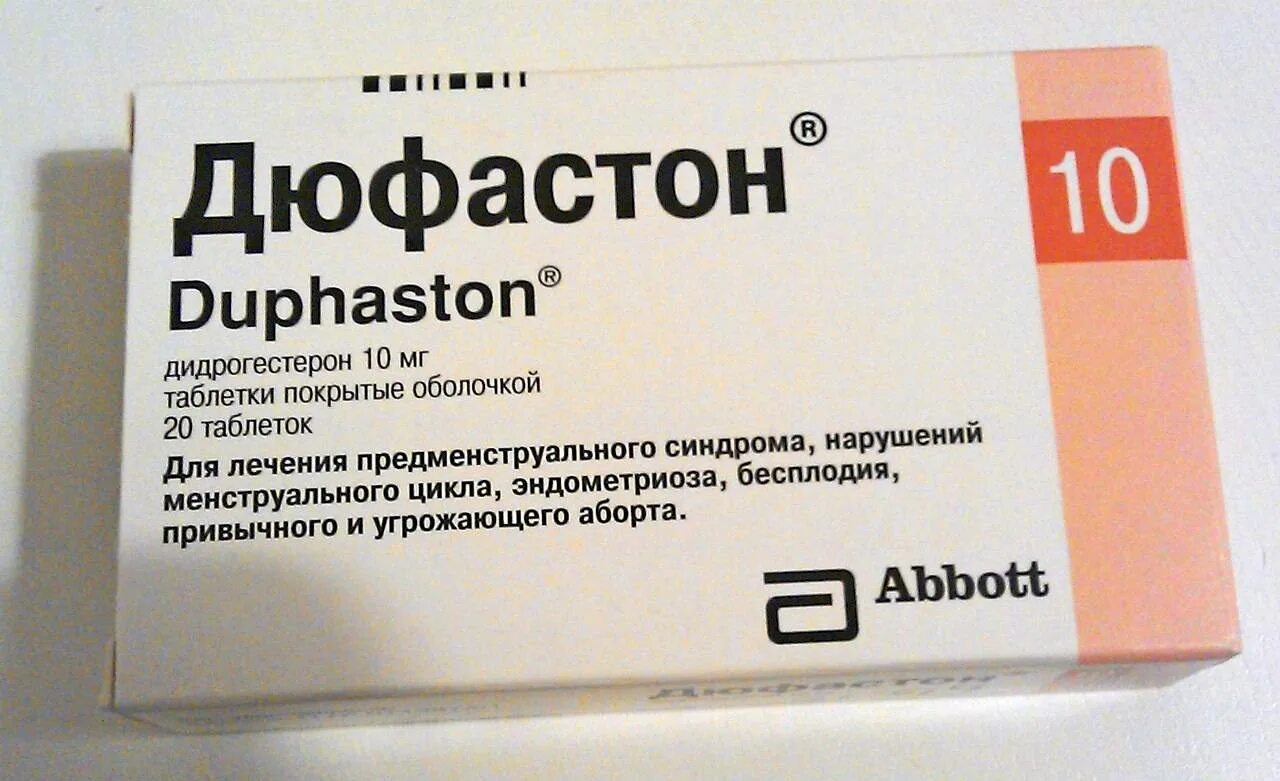 Дюфастон®
10
Duphaston®
дидрогестерон 10 мг
таблетки покрытые оболочкой
20 таблеток
Для лечения предменструального синдрома, нарушений
менструального цикла, эндометриоза, бесплодия,
привычного и угрожающего аборта.
Abbott
Дюфастон